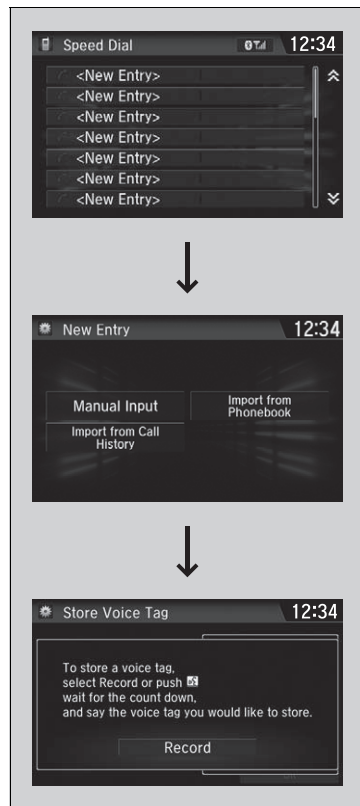 Speed Dial 12:34
<New Entry>
<New Entry>
<New Entry>
<New Entry>
<New Entry>
<New Entry>
<New Entry>
New Entry 12:34
Manual Input
Import from
Phonebook
Import from Call
History
Store Voice Tag 12:34
To store a voice tag,
select Record or push
wait for the count down,
and say the voice tag you would like to store.
Record